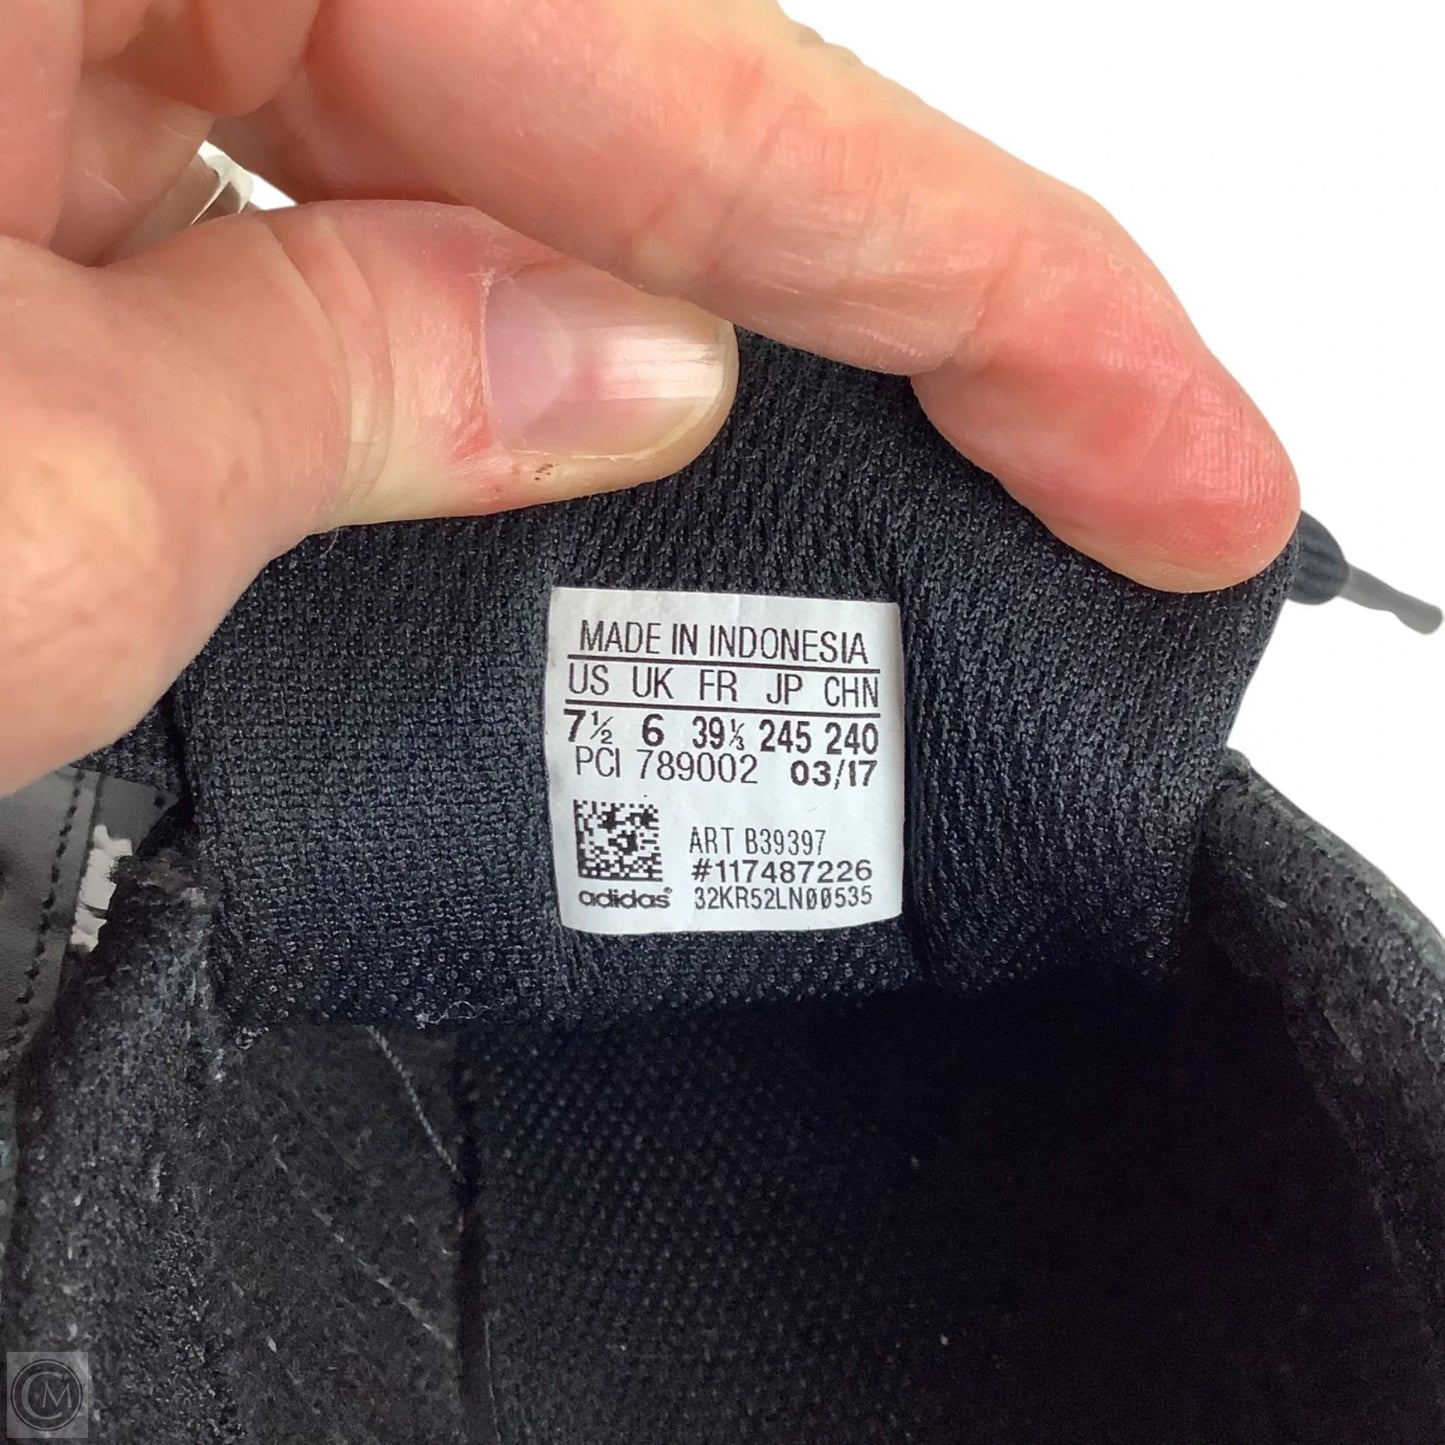 MADE IN INDONESIA
US UK FR JP CHN
7½ 6 39⅓ 245 240
PCI 789002 03/17
ART B39397
#117487226
adidas® 32KR52LN00535
CM